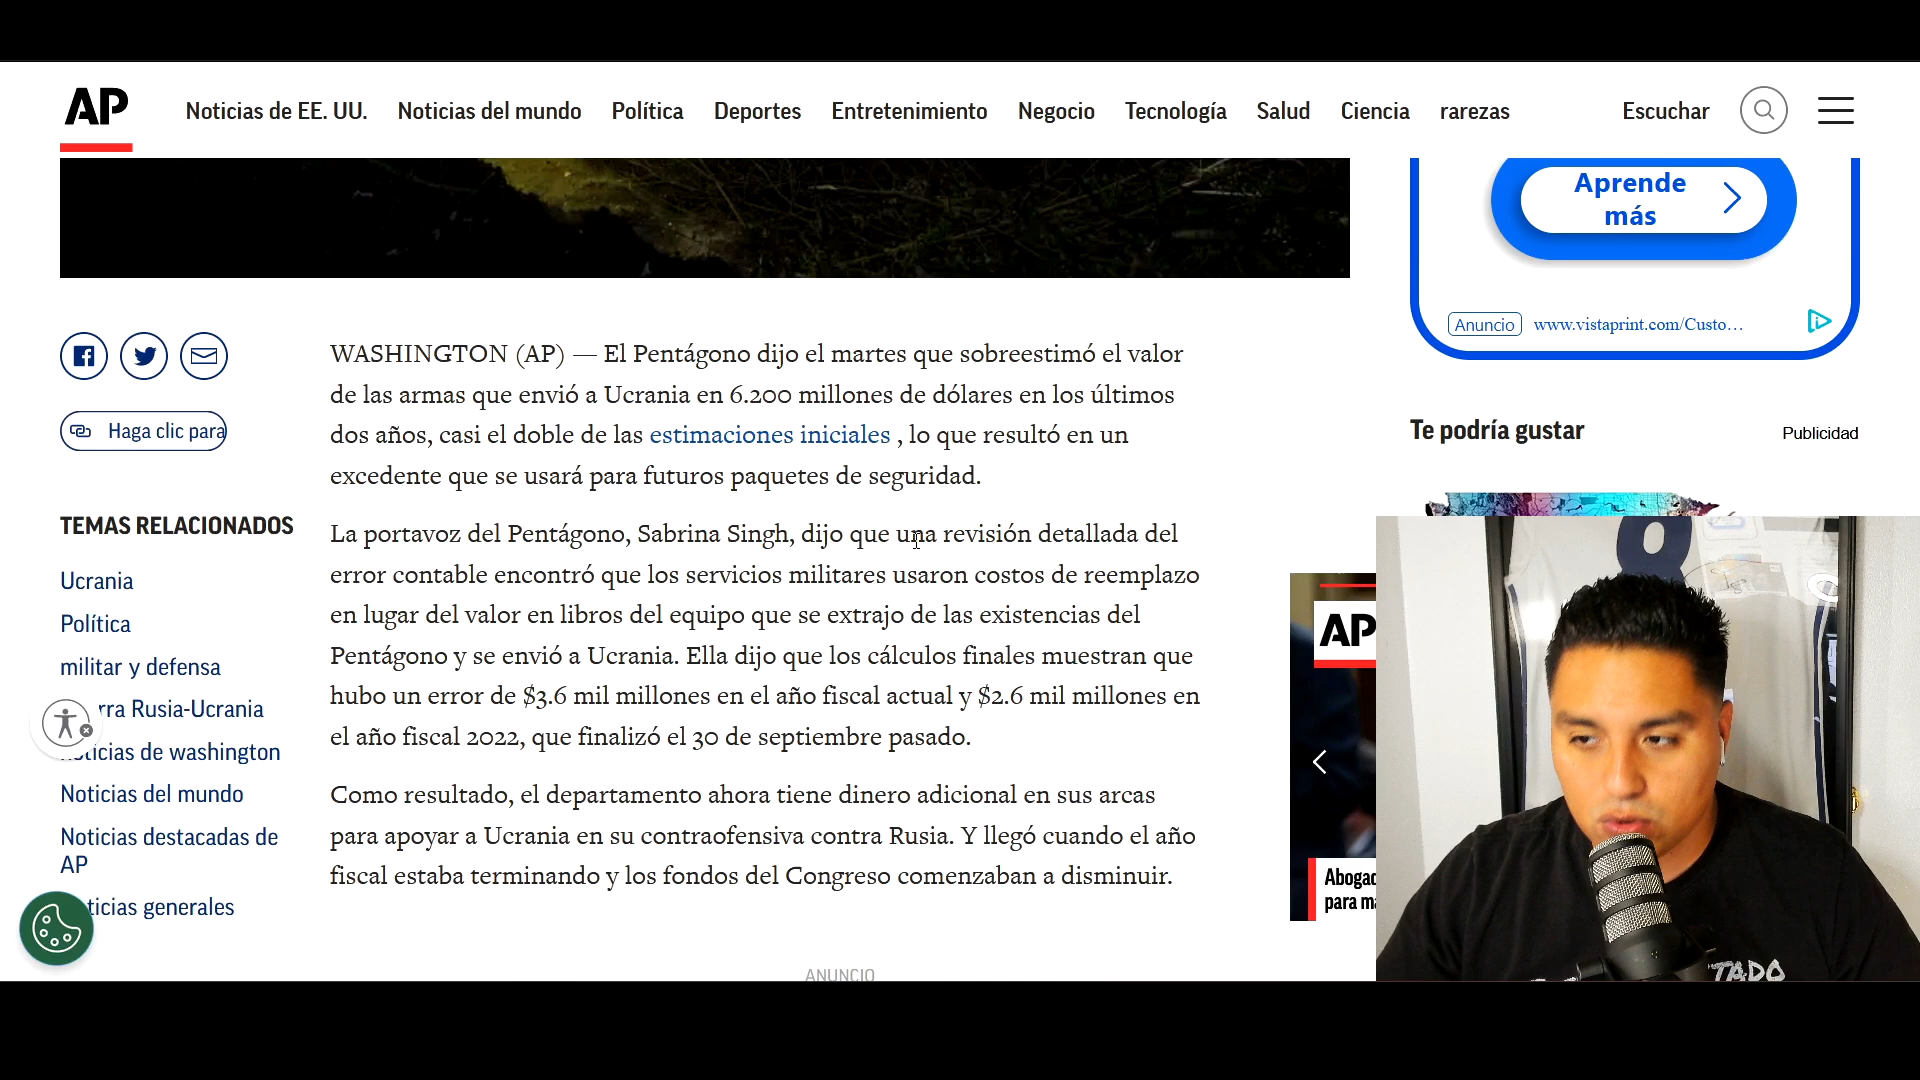 AP
Noticias de EE. UU. Noticias del mundo Política Deportes Entretenimiento Negocio Tecnología Salud Ciencia rarezas Escuchar
Aprende
más
Anuncio www.vistaprint.com/Custo…
Haga clic para
WASHINGTON (AP) — El Pentágono dijo el martes que sobreestimó el valor
de las armas que envió a Ucrania en 6.200 millones de dólares en los últimos
dos años, casi el doble de las estimaciones iniciales , lo que resultó en un
excedente que se usará para futuros paquetes de seguridad.
La portavoz del Pentágono, Sabrina Singh, dijo que una revisión detallada del
error contable encontró que los servicios militares usaron costos de reemplazo
en lugar del valor en libros del equipo que se extrajo de las existencias del
Pentágono y se envió a Ucrania. Ella dijo que los cálculos finales muestran que
hubo un error de $3.6 mil millones en el año fiscal actual y $2.6 mil millones en
el año fiscal 2022, que finalizó el 30 de septiembre pasado.
Como resultado, el departamento ahora tiene dinero adicional en sus arcas
para apoyar a Ucrania en su contraofensiva contra Rusia. Y llegó cuando el año
fiscal estaba terminando y los fondos del Congreso comenzaban a disminuir.
ANUNCIO
TEMAS RELACIONADOS
Ucrania
Política
militar y defensa
rra Rusia-Ucrania
noticias de washington
Noticias del mundo
Noticias destacadas de
AP
ticias generales
Te podría gustar Publicidad
AP
Abogad
para ma
TADO